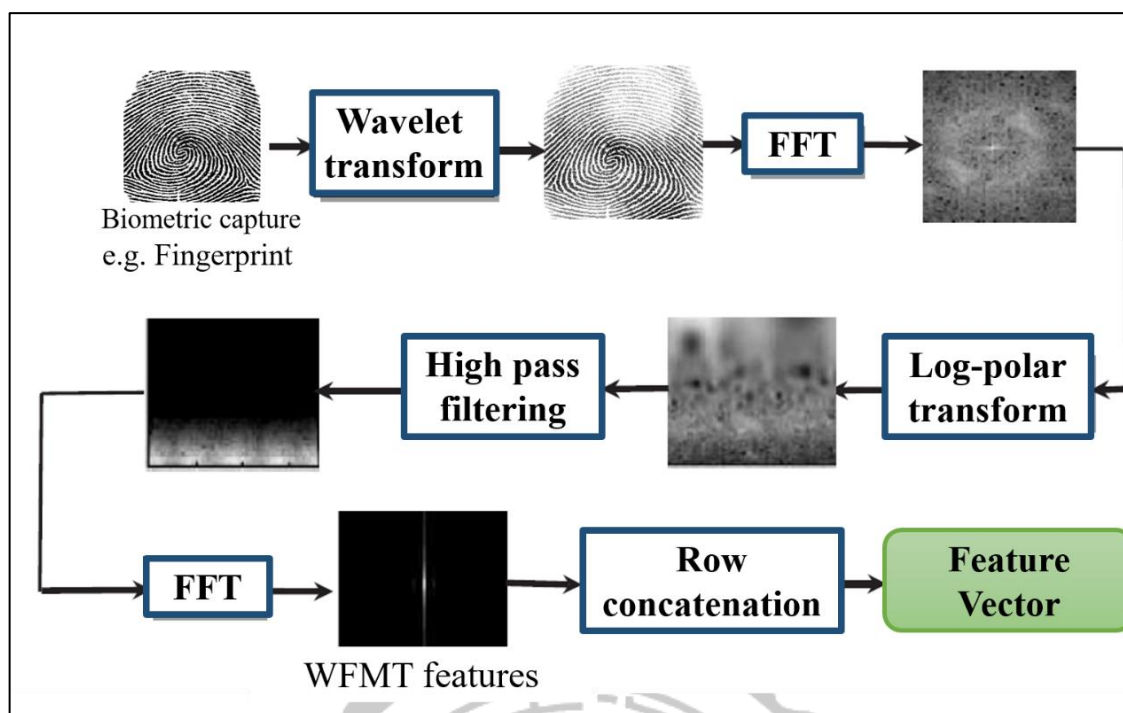 Wavelet
transform
FFT
Biometric capture
e.g. Fingerprint
High pass
filtering
Log-polar
transform
FFT
WFMT features
Row
concatenation
Feature
Vector